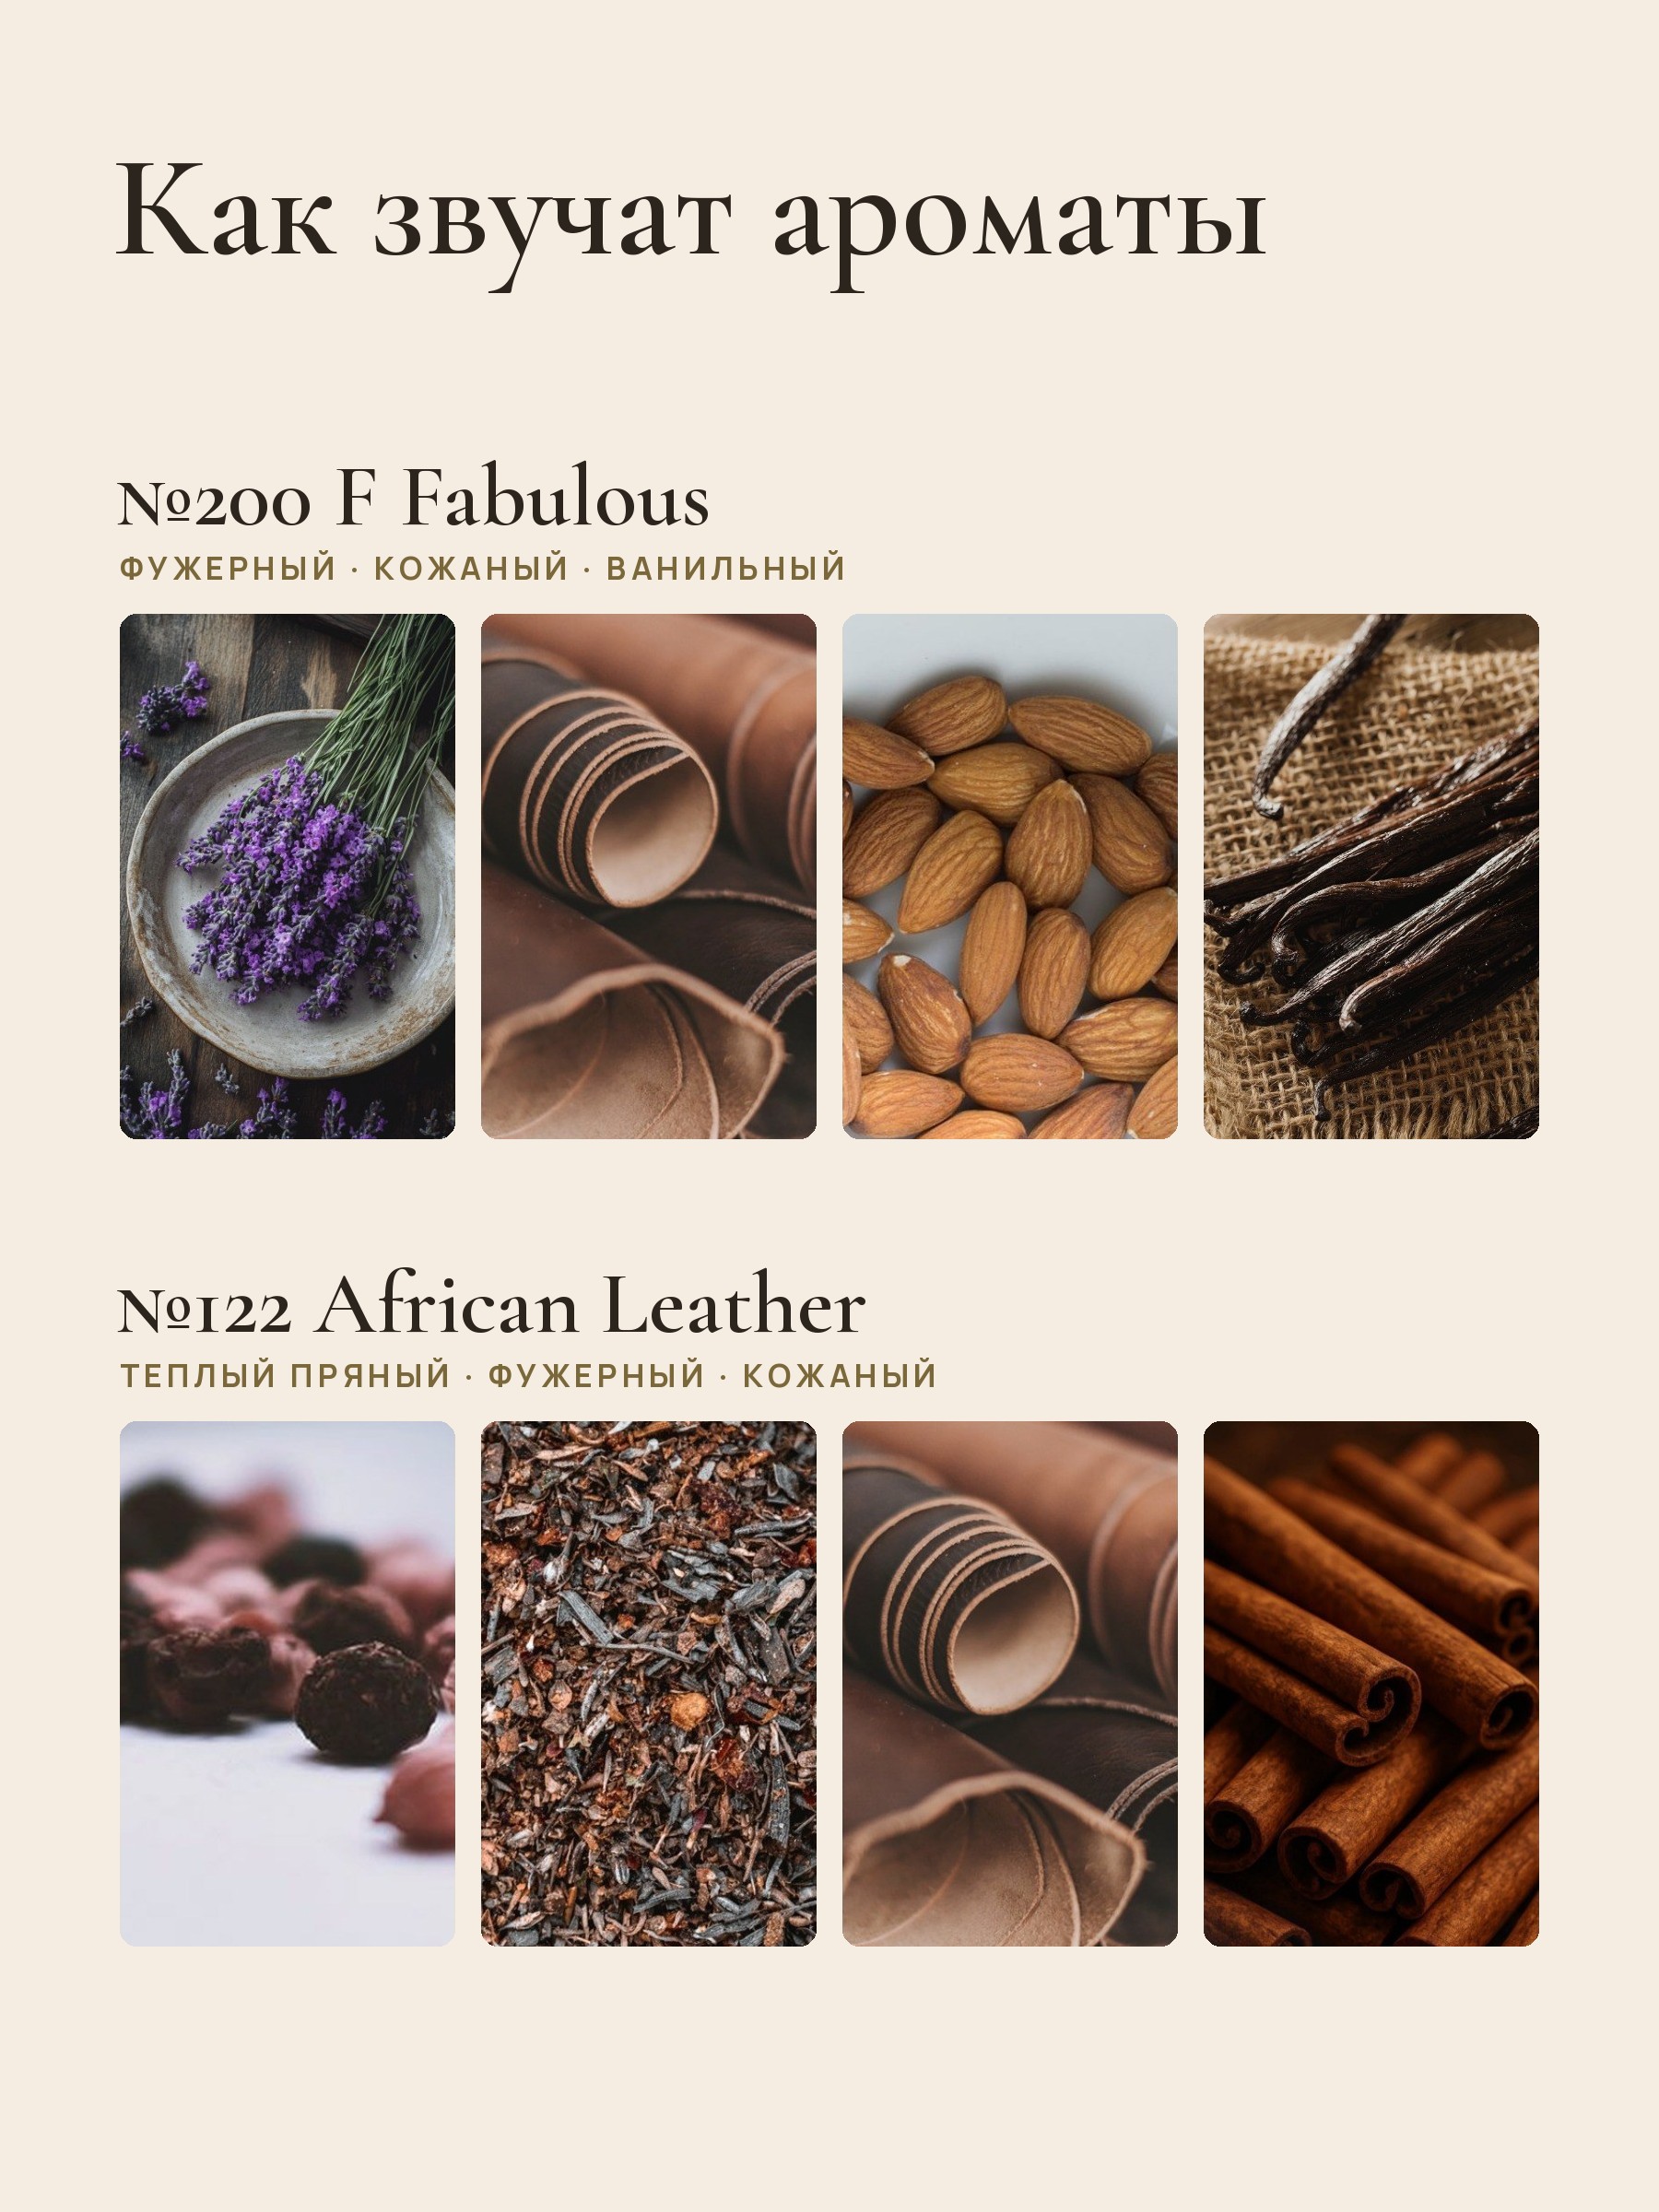 Как звучат ароматы
№200 F Fabulous
ФУЖЕРНЫЙ · КОЖАНЫЙ · ВАНИЛЬНЫЙ
№122 African Leather
ТЕПЛЫЙ ПРЯНЫЙ · ФУЖЕРНЫЙ · КОЖАНЫЙ